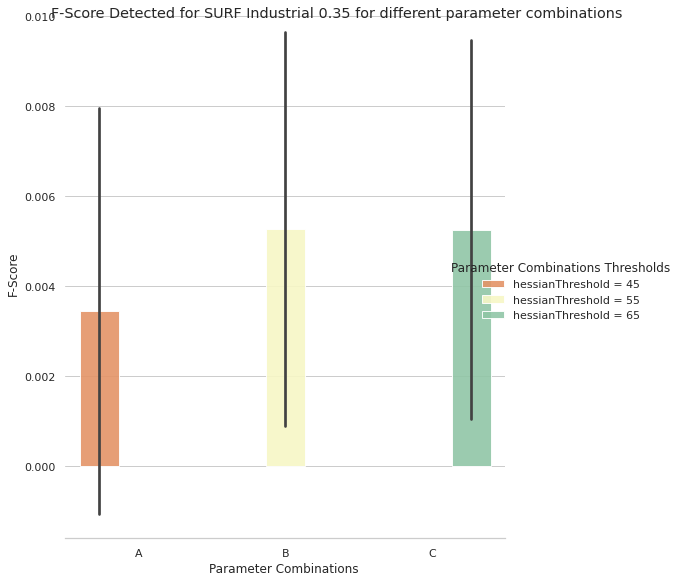 F-Score Detected for SURF Industrial 0.35 for different parameter combinations
0.010
0.008
0.006
0.004
0.002
0.000
F-Score
A B C
Parameter Combinations
Parameter Combinations Thresholds
hessianThreshold = 45
hessianThreshold = 55
hessianThreshold = 65